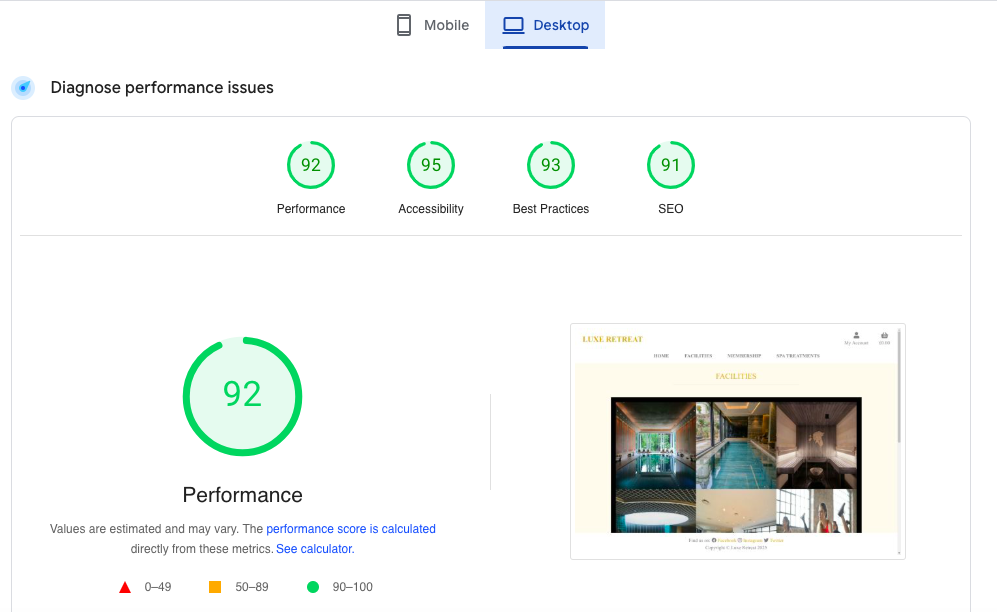 Mobile
Desktop
Diagnose performance issues
92
95
93
91
Performance
Accessibility
Best Practices
SEO
92
Performance
Values are estimated and may vary. The performance score is calculated
directly from these metrics. See calculator.
0–49
50–89
90–100
LUXE RETREAT
My Account
HOME
FACILITIES
MEMBERSHIP
SPA TREATMENTS
FACILITIES
Find us on: Facebook Instagram Twitter
Copyright © Luxe Retreat 2023